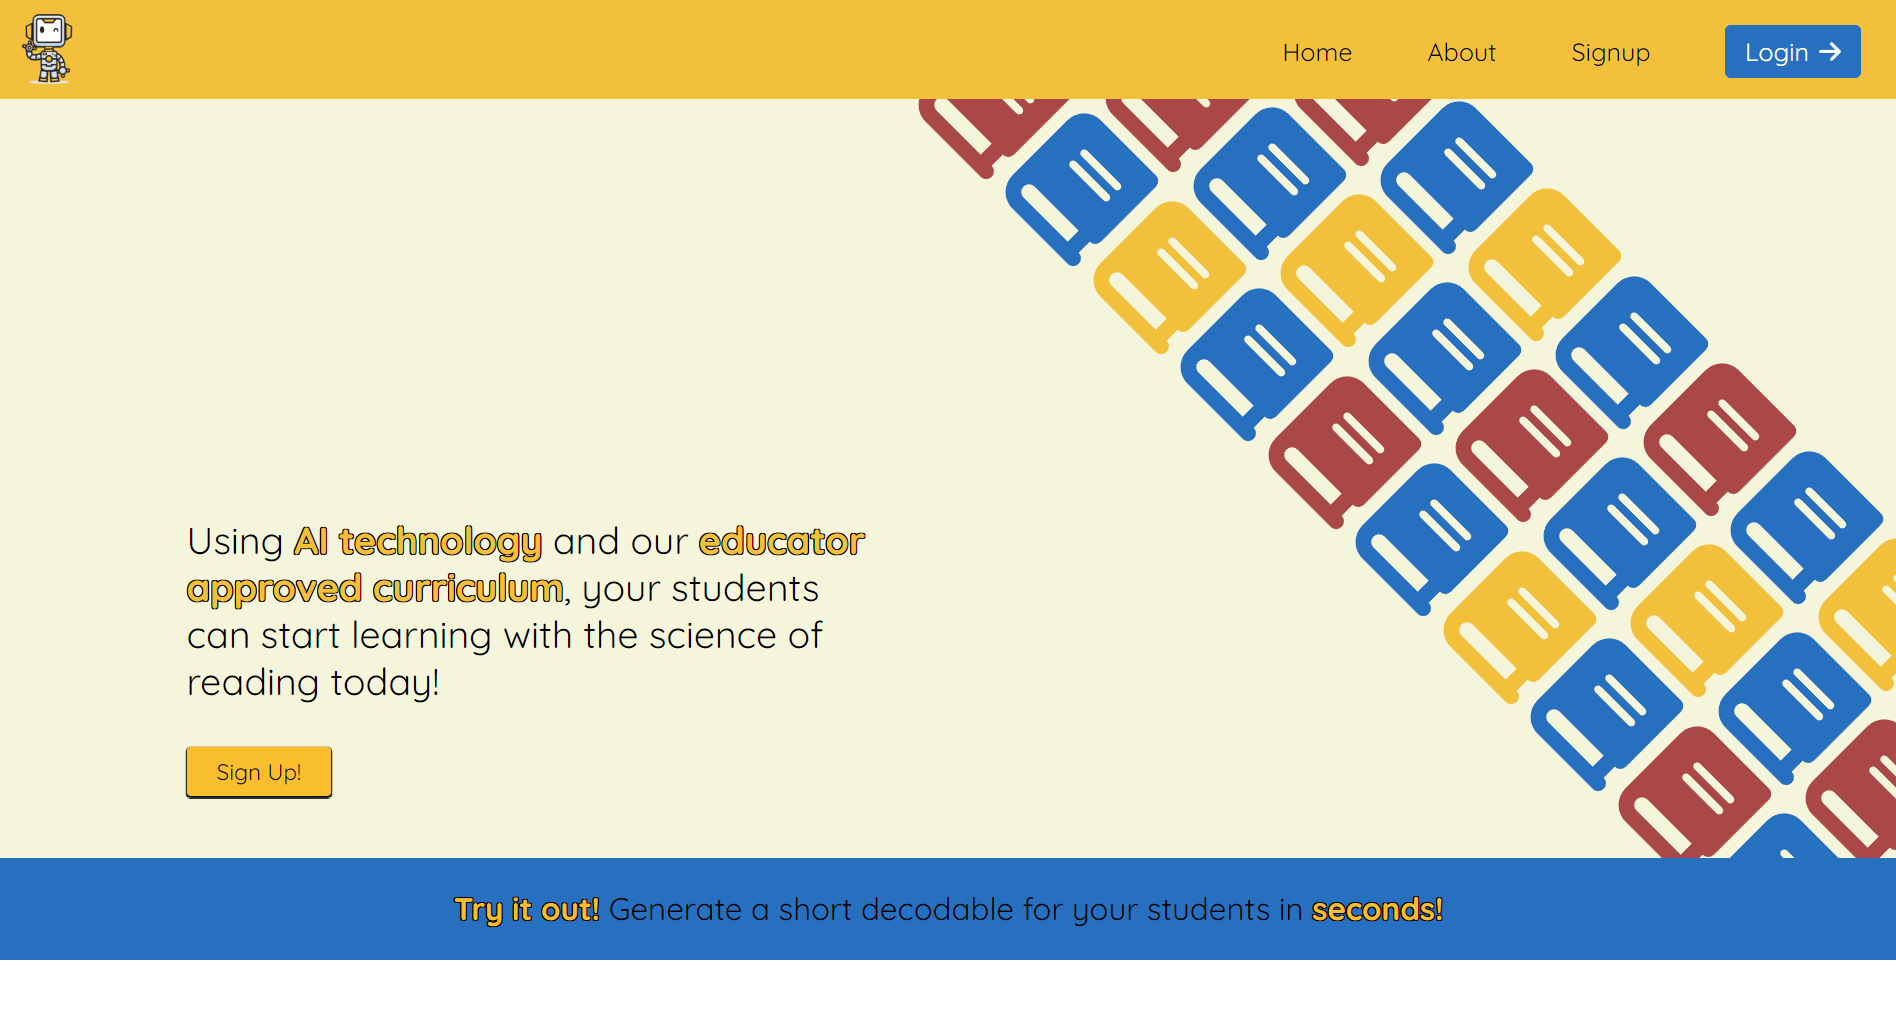 Home About Signup Login
Using AI technology and our educator
approved curriculum, your students
can start learning with the science of
reading today!
Sign Up!
Try it out! Generate a short decodable for your students in seconds!